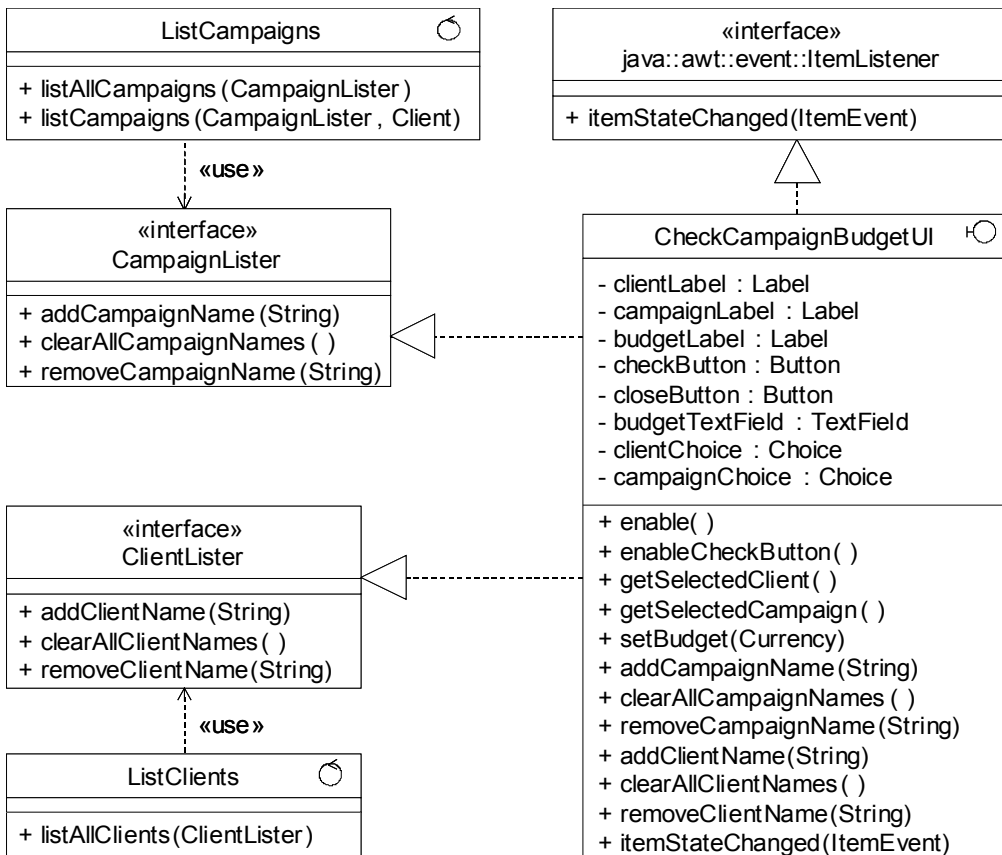 ListCampaigns
+ listAllCampaigns (CampaignLister)
+ listCampaigns (CampaignLister , Client)
«use»
«interface»
CampaignLister
+ addCampaignName (String)
+ clearAllCampaignNames ( )
+ removeCampaignName (String)
«interface»
ClientLister
+ addClientName (String)
+ clearAllClientNames ( )
+ removeClientName (String)
«use»
ListClients
+ listAllClients (ClientLister)
«interface»
java::awt::event::ItemListener
+ itemStateChanged(ItemEvent)
CheckCampaignBudgetUI
- clientLabel : Label
- campaignLabel : Label
- budgetLabel : Label
- checkButton : Button
- closeButton : Button
- budgetTextField : TextField
- clientChoice : Choice
- campaignChoice : Choice
+ enable( )
+ enableCheckButton ( )
+ getSelectedClient ( )
+ getSelectedCampaign ( )
+ setBudget (Currency)
+ addCampaignName (String)
+ clearAllCampaignNames ( )
+ removeCampaignName (String)
+ addClientName (String)
+ clearAllClientNames ( )
+ removeClientName (String)
+ itemStateChanged (ItemEvent)